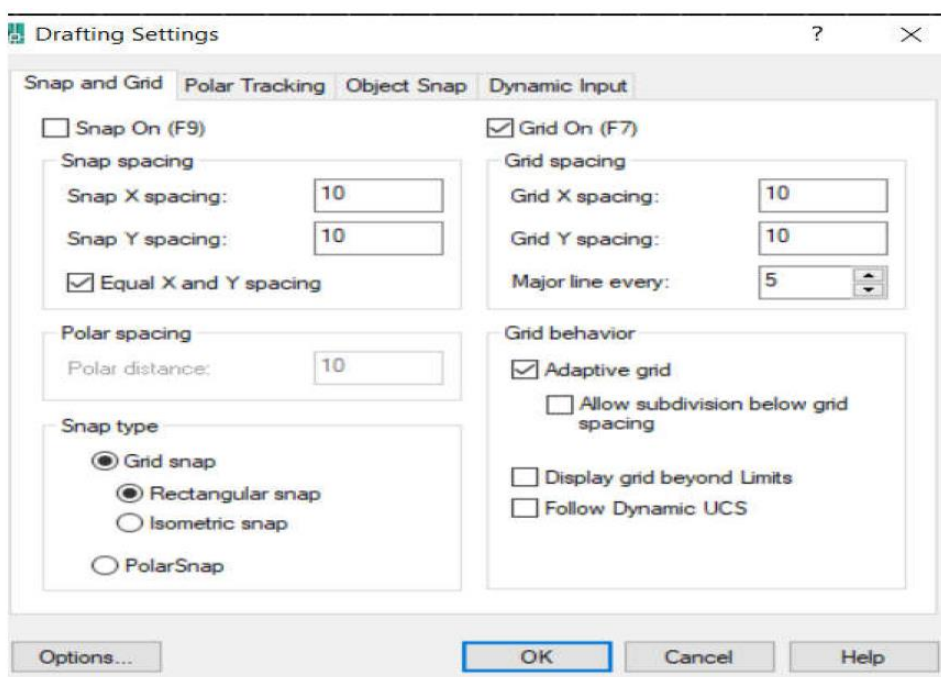 Drafting Settings
?
Snap and Grid
Polar Tracking
Object Snap
Dynamic Input
Snap On (F9)
Snap spacing
Snap X spacing: 10
Snap Y spacing: 10
Equal X and Y spacing
Polar spacing
Polar distance: 10
Snap type
Grid snap
Rectangular snap
Isometric snap
PolarSnap
Grid On (F7)
Grid spacing
Grid X spacing: 10
Grid Y spacing: 10
Major line every: 5
Grid behavior
Adaptive grid
Allow subdivision below grid
spacing
Display grid beyond Limits
Follow Dynamic UCS
Options...
OK
Cancel
Help